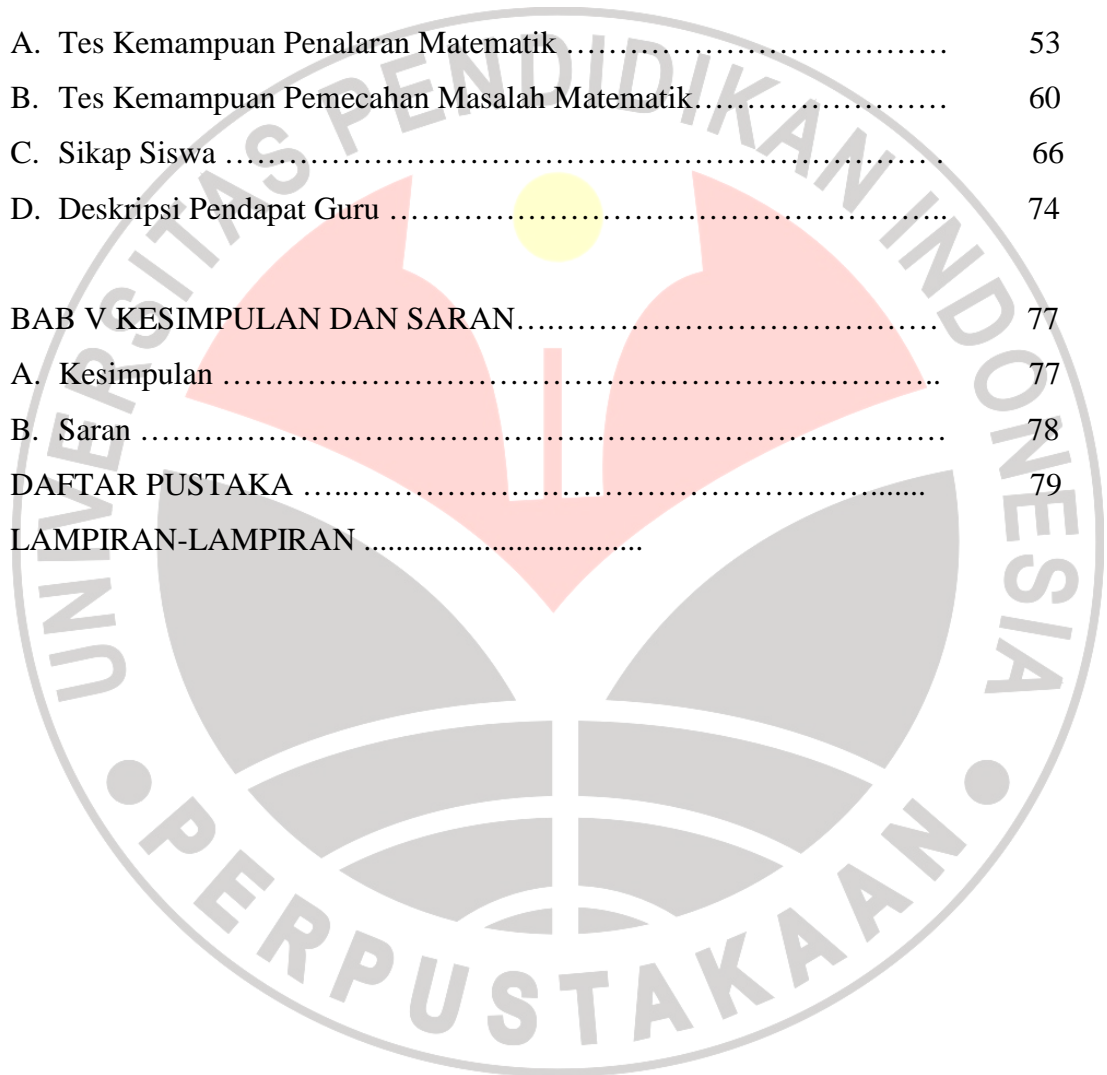 A. Tes Kemampuan Penalaran Matematik ……………………………… 53
B. Tes Kemampuan Pemecahan Masalah Matematik…………………… 60
C. Sikap Siswa …………………………………………………………… . 66
D. Deskripsi Pendapat Guru …………………………………………….. 74
BAB V KESIMPULAN DAN SARAN….……………………………… 77
A. Kesimpulan ………………………………………………………….. 77
B. Saran ……………………………………….…………………………… 78
DAFTAR PUSTAKA ….…………………………………………....... 79
LAMPIRAN-LAMPIRAN ..................................
UNIVERSITAS PENDIDIKAN INDONESIA
PERPUSTAKAAN